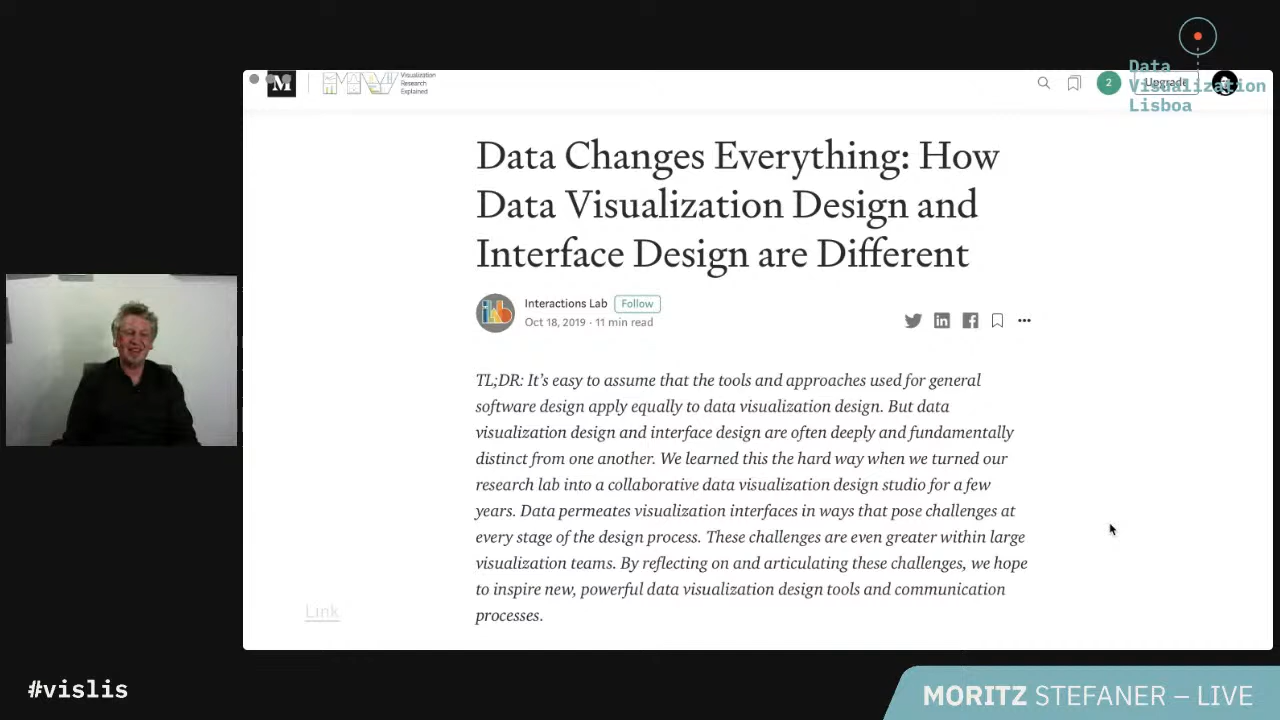 Data
Visualization
Lisboa
M
Visualization
Research
Explained
2
Upgrade
Data Changes Everything: How
Data Visualization Design and
Interface Design are Different
Interactions Lab Follow
Oct 18, 2019 · 11 min read
TL;DR: It's easy to assume that the tools and approaches used for general
software design apply equally to data visualization design. But data
visualization design and interface design are often deeply and fundamentally
distinct from one another. We learned this the hard way when we turned our
research lab into a collaborative data visualization design studio for a few
years. Data permeates visualization interfaces in ways that pose challenges at
every stage of the design process. These challenges are even greater within large
visualization teams. By reflecting on and articulating these challenges, we hope
to inspire new, powerful data visualization design tools and communication
processes.
Link
#vislis
MORITZ STEFANER – LIVE